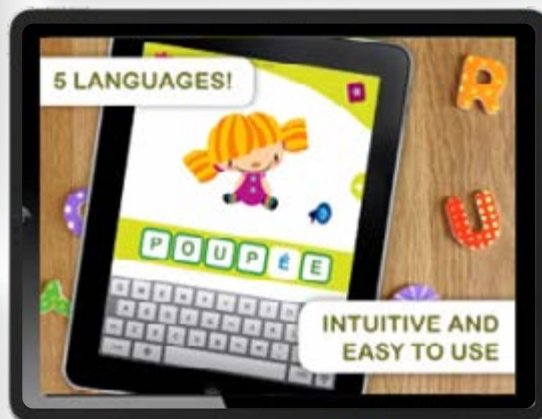 5 LANGUAGES!
POUPÉE
R
U
INTUITIVE AND
EASY TO USE